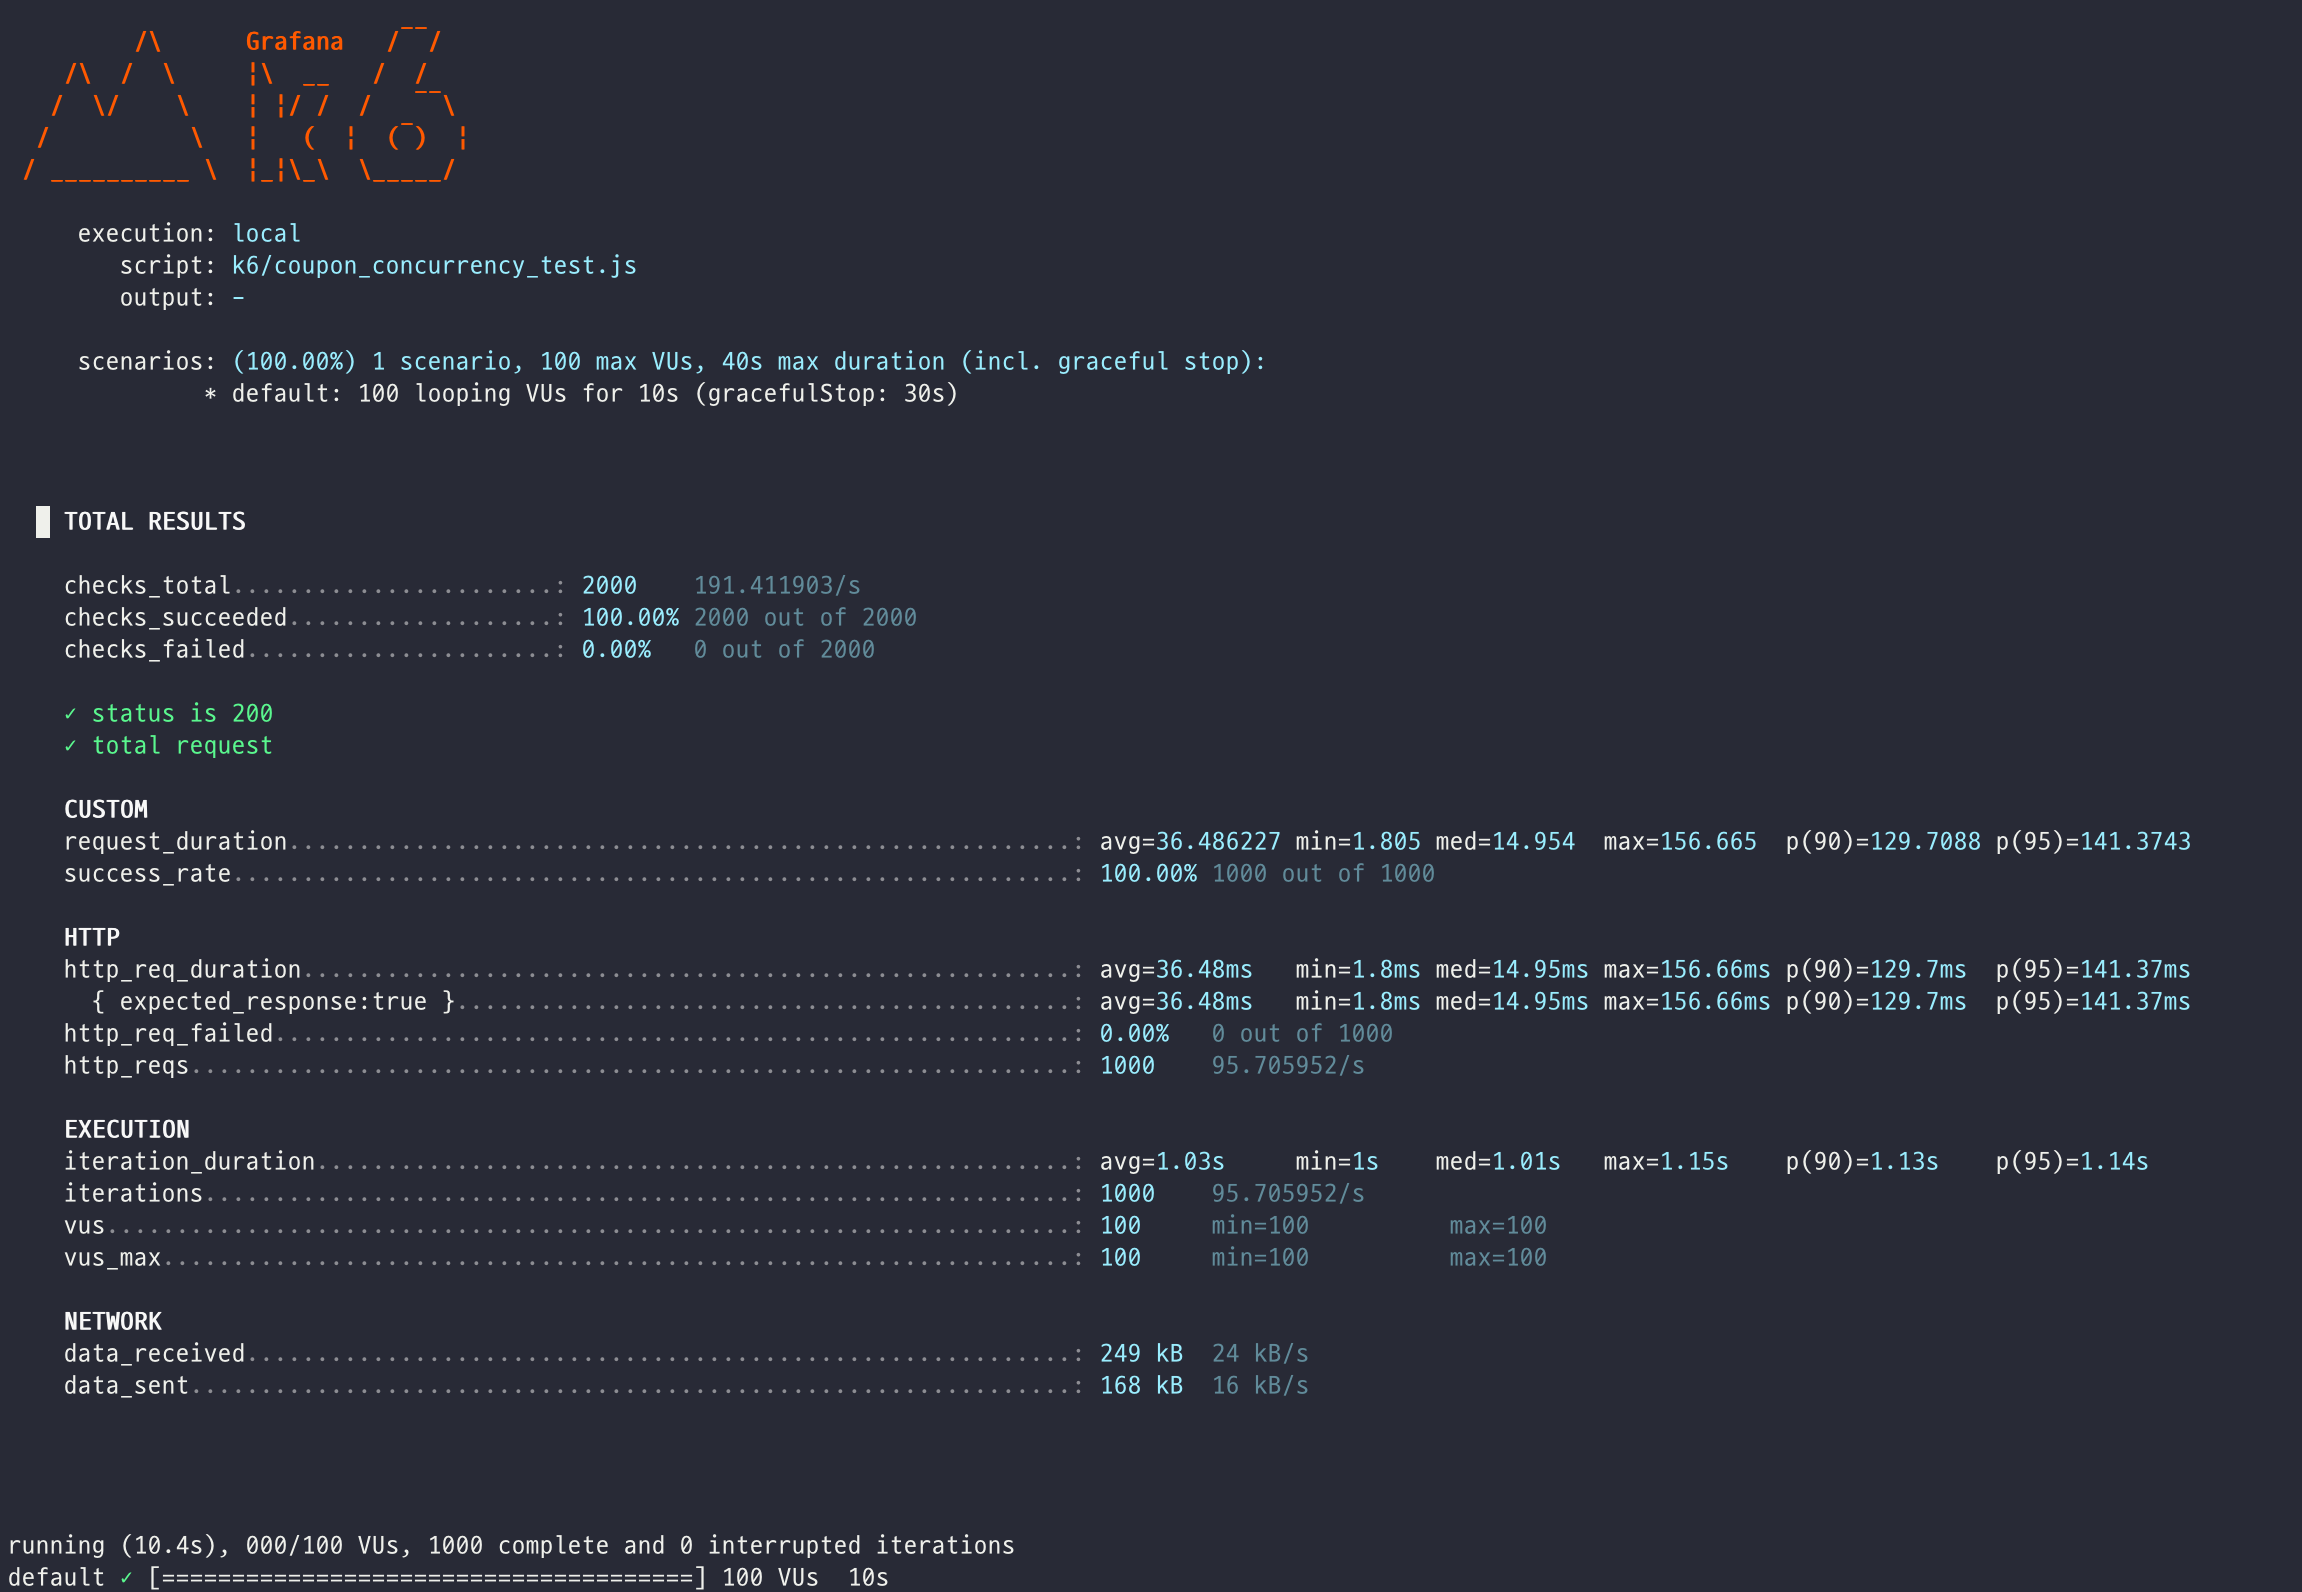 Grafana
execution: local
script: k6/coupon_concurrency_test.js
output: -
scenarios: (100.00%) 1 scenario, 100 max VUs, 40s max duration (incl. graceful stop):
* default: 100 looping VUs for 10s (gracefulStop: 30s)
TOTAL RESULTS
checks_total.......................: 2000    191.411903/s
checks_succeeded...................: 100.00% 2000 out of 2000
checks_failed......................: 0.00%   0 out of 2000
✓ status is 200
✓ total request
CUSTOM
request_duration........................................................: avg=36.486227 min=1.805 med=14.954  max=156.665  p(90)=129.7088 p(95)=141.3743
success_rate............................................................: 100.00% 1000 out of 1000
HTTP
http_req_duration.......................................................: avg=36.48ms   min=1.8ms med=14.95ms max=156.66ms p(90)=129.7ms  p(95)=141.37ms
{ expected_response:true }............................................: avg=36.48ms   min=1.8ms med=14.95ms max=156.66ms p(90)=129.7ms  p(95)=141.37ms
http_req_failed.........................................................: 0.00%   0 out of 1000
http_reqs...............................................................: 1000    95.705952/s
EXECUTION
iteration_duration......................................................: avg=1.03s     min=1s    med=1.01s   max=1.15s    p(90)=1.13s    p(95)=1.14s
iterations..............................................................: 1000    95.705952/s
vus.....................................................................: 100     min=100          max=100
vus_max.................................................................: 100     min=100          max=100
NETWORK
data_received...........................................................: 249 kB  24 kB/s
data_sent...............................................................: 168 kB  16 kB/s
running (10.4s), 000/100 VUs, 1000 complete and 0 interrupted iterations
default ✓ [======================================] 100 VUs  10s